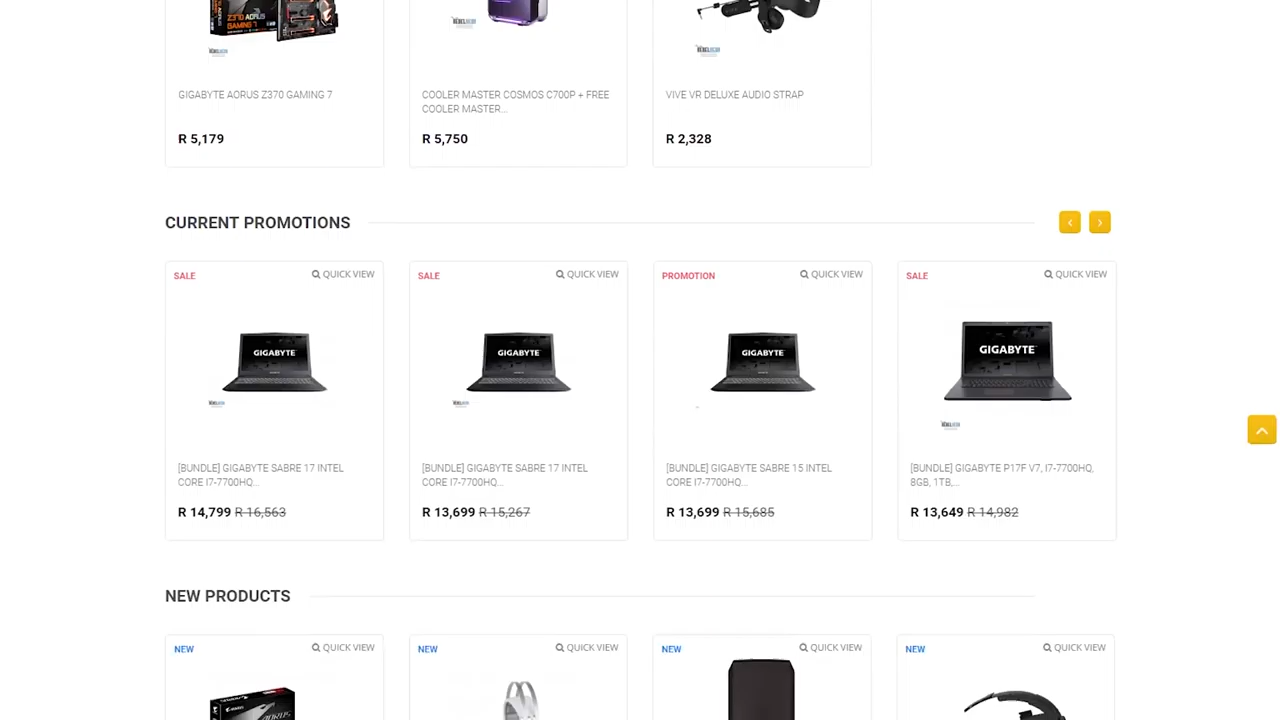 Z370 AORUS
GAMING 7
GIGABYTE AORUS Z370 GAMING 7
R 5,179
COOLER MASTER COSMOS C700P + FREE
COOLER MASTER...
R 5,750
VIVE VR DELUXE AUDIO STRAP
R 2,328
CURRENT PROMOTIONS
SALE
QUICK VIEW
GIGABYTE
[BUNDLE] GIGABYTE SABRE 17 INTEL
CORE I7-7700HQ...
R 14,799 R 16,563
SALE
QUICK VIEW
GIGABYTE
[BUNDLE] GIGABYTE SABRE 17 INTEL
CORE I7-7700HQ...
R 13,699 R 15,267
PROMOTION
QUICK VIEW
GIGABYTE
[BUNDLE] GIGABYTE SABRE 15 INTEL
CORE I7-7700HQ...
R 13,699 R 15,685
SALE
QUICK VIEW
GIGABYTE
[BUNDLE] GIGABYTE P17F V7, I7-7700HQ,
8GB, 1TB,...
R 13,649 R 14,982
NEW PRODUCTS
NEW
QUICK VIEW
AORUS
NEW
QUICK VIEW
NEW
QUICK VIEW
NEW
QUICK VIEW